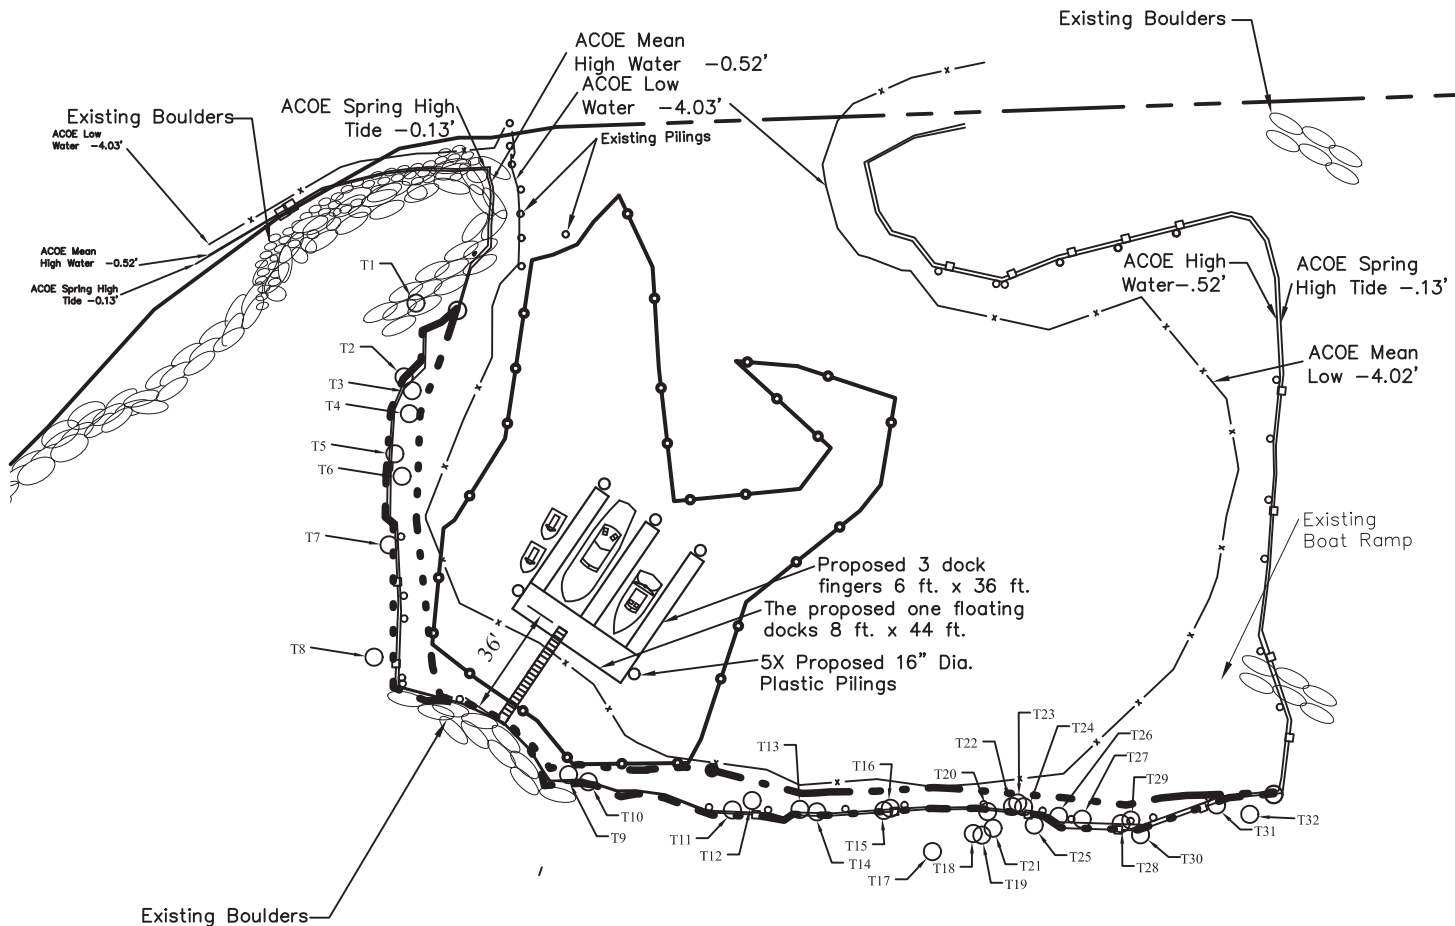 Existing Boulders
ACOE Mean
High Water -0.52'
ACOE Low
Water -4.03'
ACOE Spring High
Tide -0.13'
Existing Boulders
ACOE Low
Water -4.03'
Existing Pilings
ACOE Mean
High Water -0.52'
ACOE Spring High
Tide -0.13'
ACOE High
Water-.52'
ACOE Spring
High Tide -.13'
ACOE Mean
Low -4.02'
T1
T2
T3
T4
T5
T6
T7
T8
Existing
Boat Ramp
Proposed 3 dock
fingers 6 ft. x 36 ft.
The proposed one floating
docks 8 ft. x 44 ft.
5X Proposed 16" Dia.
Plastic Pilings
36'
T9
T10
T11
T12
T13
T14
T15
T16
T17
T18
T19
T20
T21
T22
T23
T24
T25
T26
T27
T28
T29
T30
T31
T32
Existing Boulders